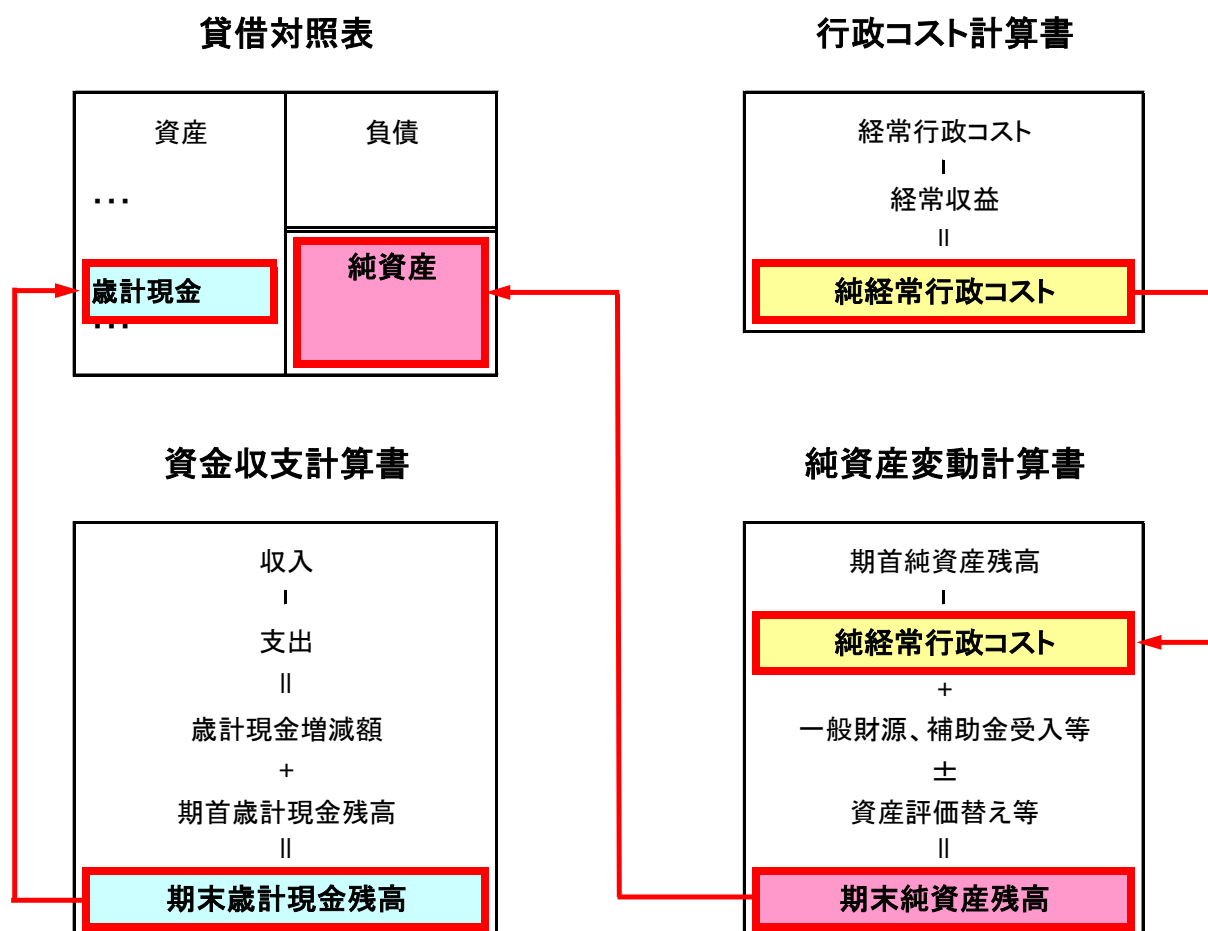 貸借対照表
資産
負債
･･･
歳計現金
･･･
純資産
行政コスト計算書
経常行政コスト
-
経常収益
=
純経常行政コスト
資金収支計算書
収入
-
支出
=
歳計現金増減額
+
期首歳計現金残高
=
期末歳計現金残高
純資産変動計算書
期首純資産残高
-
純経常行政コスト
+
一般財源、補助金受入等
±
資産評価替え等
=
期末純資産残高